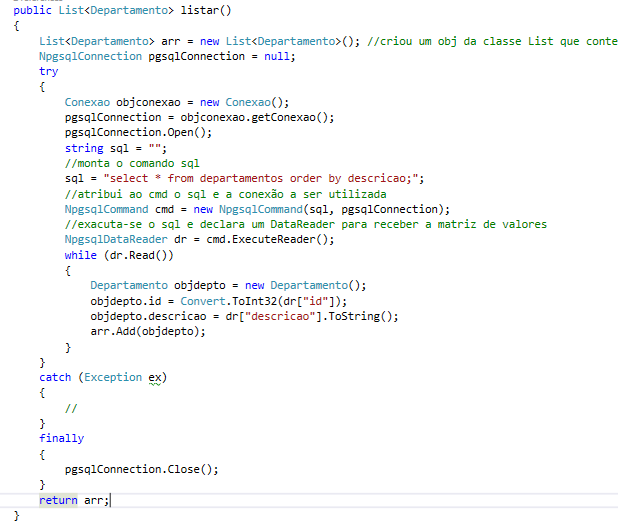 public List<Departamento> listar()
{
List<Departamento> arr = new List<Departamento>(); //criou um obj da classe List que conte
NpgsqlConnection pgsqlConnection = null;
try
{
Conexao objconexao = new Conexao();
pgsqlConnection = objconexao.getConexao();
pgsqlConnection.Open();
string sql = "";
//monta o comando sql
sql = "select * from departamentos order by descricao;";
//atribui ao cmd o sql e a conexão a ser utilizada
NpgsqlCommand cmd = new NpgsqlCommand(sql, pgsqlConnection);
//exacuta-se o sql e declara um DataReader para receber a matriz de valores
NpgsqlDataReader dr = cmd.ExecuteReader();
while (dr.Read())
{
Departamento objdepto = new Departamento();
objdepto.id = Convert.ToInt32(dr["id"]);
objdepto.descricao = dr["descricao"].ToString();
arr.Add(objdepto);
}
}
catch (Exception ex)
{
//
}
finally
{
pgsqlConnection.Close();
}
return arr;
}